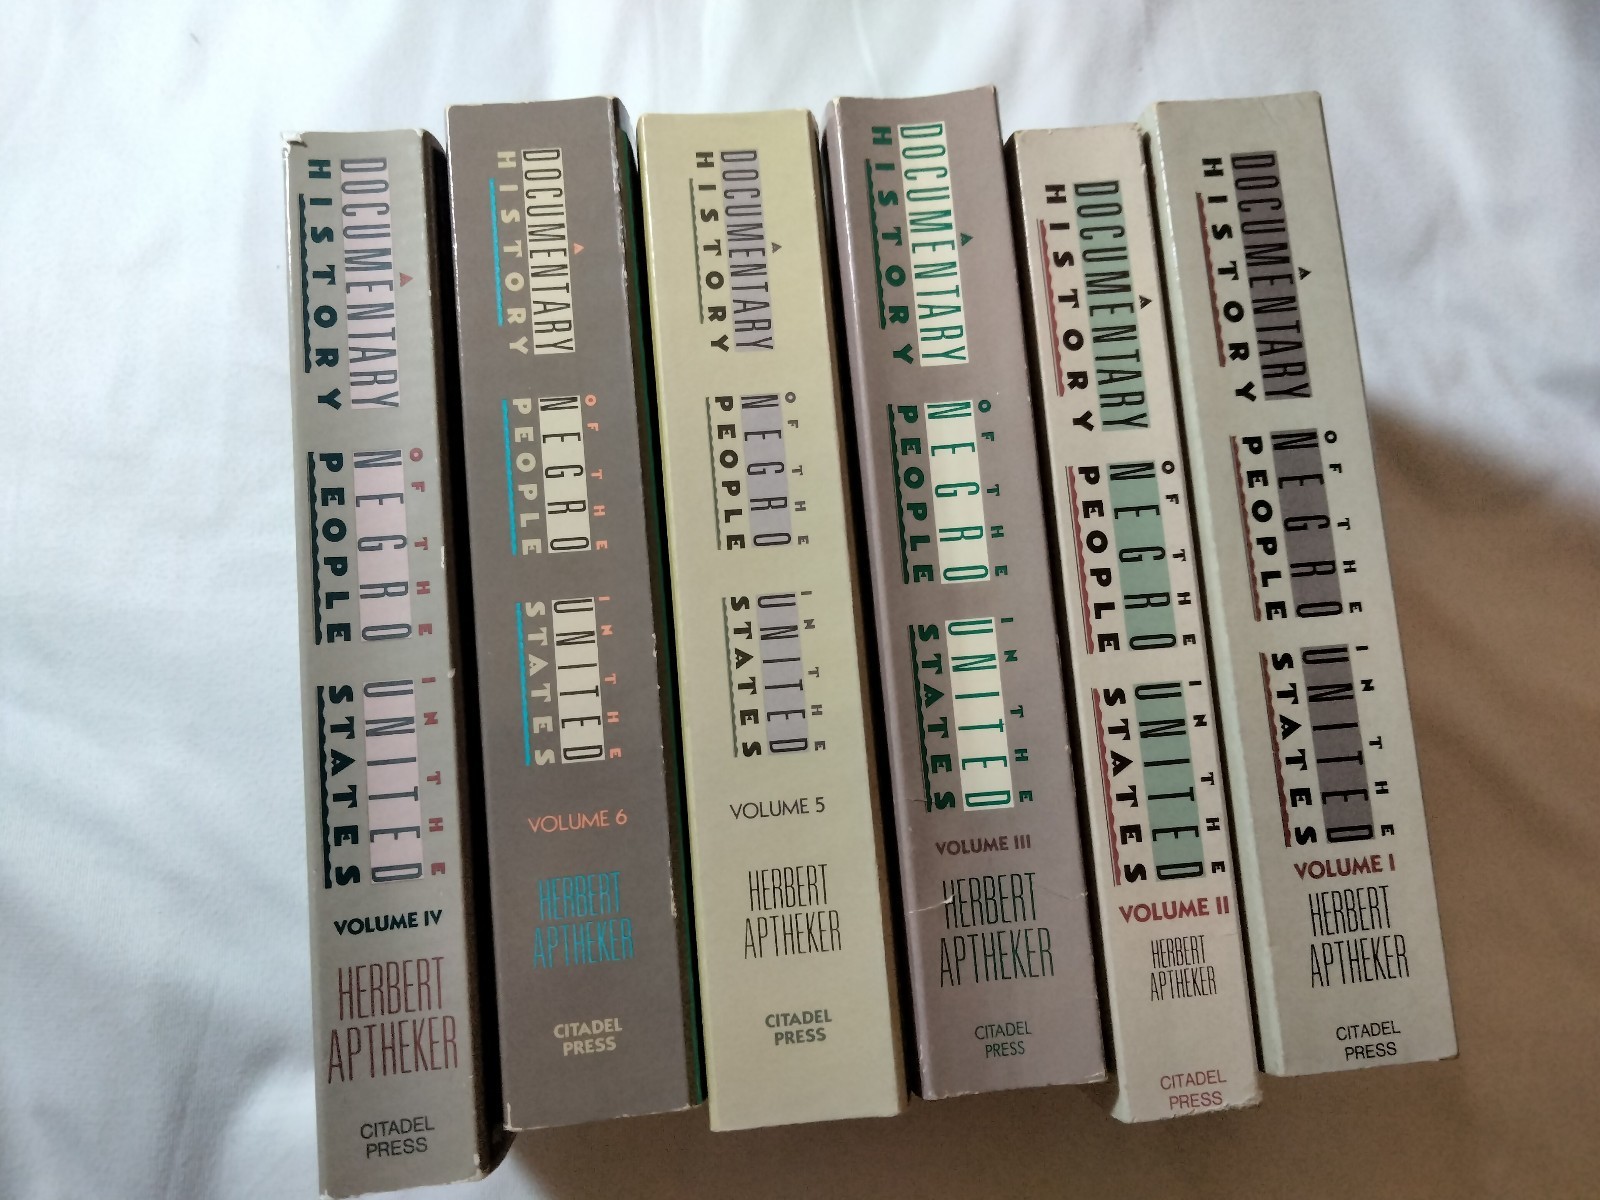 A
DOCUMENTARY
HISTORY
OF THE
NEGRO
PEOPLE
IN THE
UNITED
STATES
VOLUME IV
HERBERT
APTHEKER
CITADEL
PRESS
A
DOCUMENTARY
HISTORY
OF THE
NEGRO
PEOPLE
IN THE
UNITED
STATES
VOLUME 6
HERBERT
APTHEKER
CITADEL
PRESS
A
DOCUMENTARY
HISTORY
OF THE
NEGRO
PEOPLE
IN THE
UNITED
STATES
VOLUME 5
HERBERT
APTHEKER
CITADEL
PRESS
A
DOCUMENTARY
HISTORY
OF THE
NEGRO
PEOPLE
IN THE
UNITED
STATES
VOLUME III
HERBERT
APTHEKER
CITADEL
PRESS
A
DOCUMENTARY
HISTORY
OF THE
NEGRO
PEOPLE
IN THE
UNITED
STATES
VOLUME II
HERBERT
APTHEKER
CITADEL
PRESS
A
DOCUMENTARY
HISTORY
OF THE
NEGRO
PEOPLE
IN THE
UNITED
STATES
VOLUME I
HERBERT
APTHEKER
CITADEL
PRESS